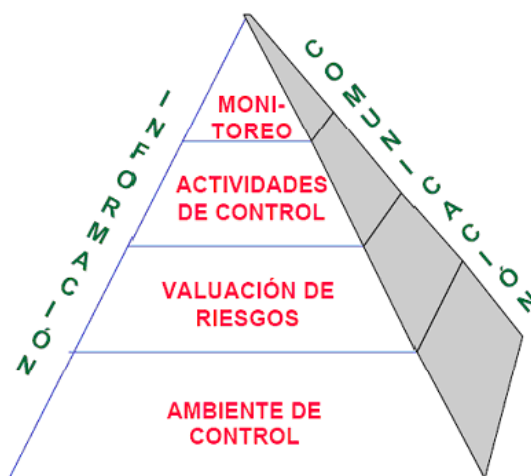 INFORMACIÓN
COMUNICACIÓN
MONI-
TOREO
ACTIVIDADES
DE CONTROL
VALUACIÓN DE
RIESGOS
AMBIENTE DE
CONTROL